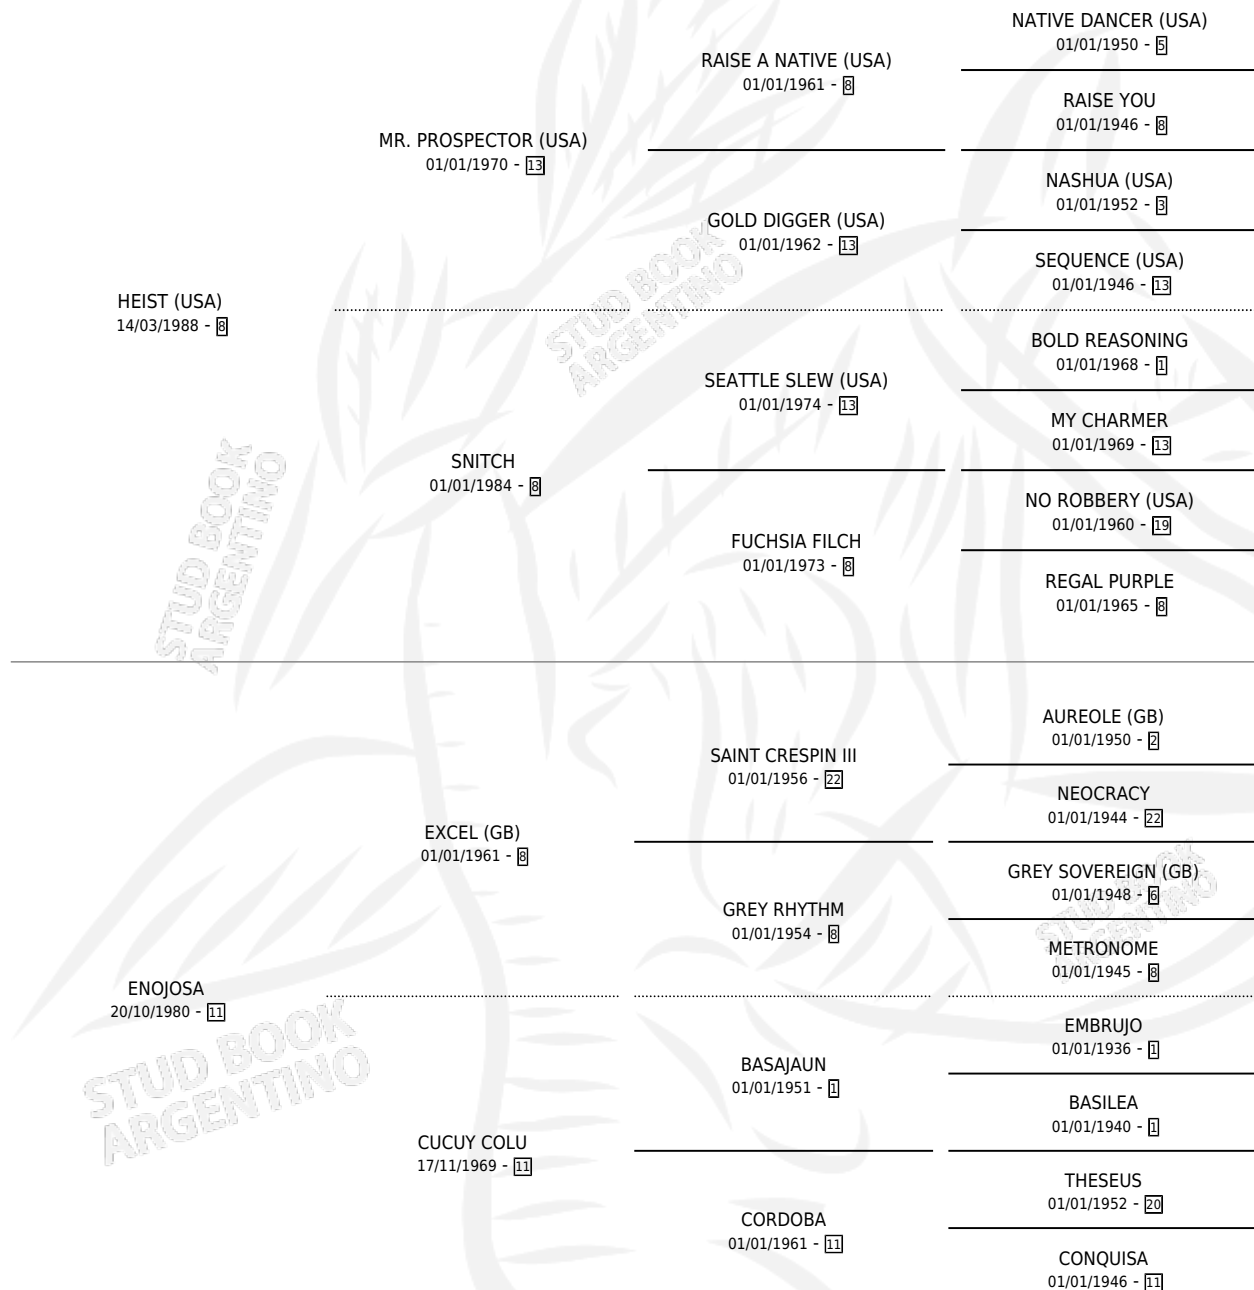 NATIVE DANCER (USA)
01/01/1950 - 5
RAISE A NATIVE (USA)
01/01/1961 - 8
RAISE YOU
01/01/1946 - 8
MR. PROSPECTOR (USA)
01/01/1970 - 13
NASHUA (USA)
01/01/1952 - 3
GOLD DIGGER (USA)
01/01/1962 - 13
SEQUENCE (USA)
01/01/1946 - 13
HEIST (USA)
14/03/1988 - 8
BOLD REASONING
01/01/1968 - 1
SEATTLE SLEW (USA)
01/01/1974 - 13
MY CHARMER
01/01/1969 - 13
SNITCH
01/01/1984 - 8
NO ROBBERY (USA)
01/01/1960 - 19
FUCHSIA FILCH
01/01/1973 - 8
REGAL PURPLE
01/01/1965 - 8
AUREOLE (GB)
01/01/1950 - 2
SAINT CRESPIN III
01/01/1956 - 22
NEOCRACY
01/01/1944 - 22
EXCEL (GB)
01/01/1961 - 8
GREY SOVEREIGN (GB)
01/01/1948 - 6
GREY RHYTHM
01/01/1954 - 8
METRONOME
01/01/1945 - 8
ENOJOSA
20/10/1980 - 11
EMBRUJO
01/01/1936 - 1
BASAJAUN
01/01/1951 - 1
BASILEA
01/01/1940 - 1
CUCUY COLU
17/11/1969 - 11
THESEUS
01/01/1952 - 20
CORDOBA
01/01/1961 - 11
CONQUISA
01/01/1946 - 11
STUD BOOK
ARGENTINO
STUD BOOK
ARGENTINO
STUD BOOK
ARGENTINO
STUD BOOK
ARGENTINO